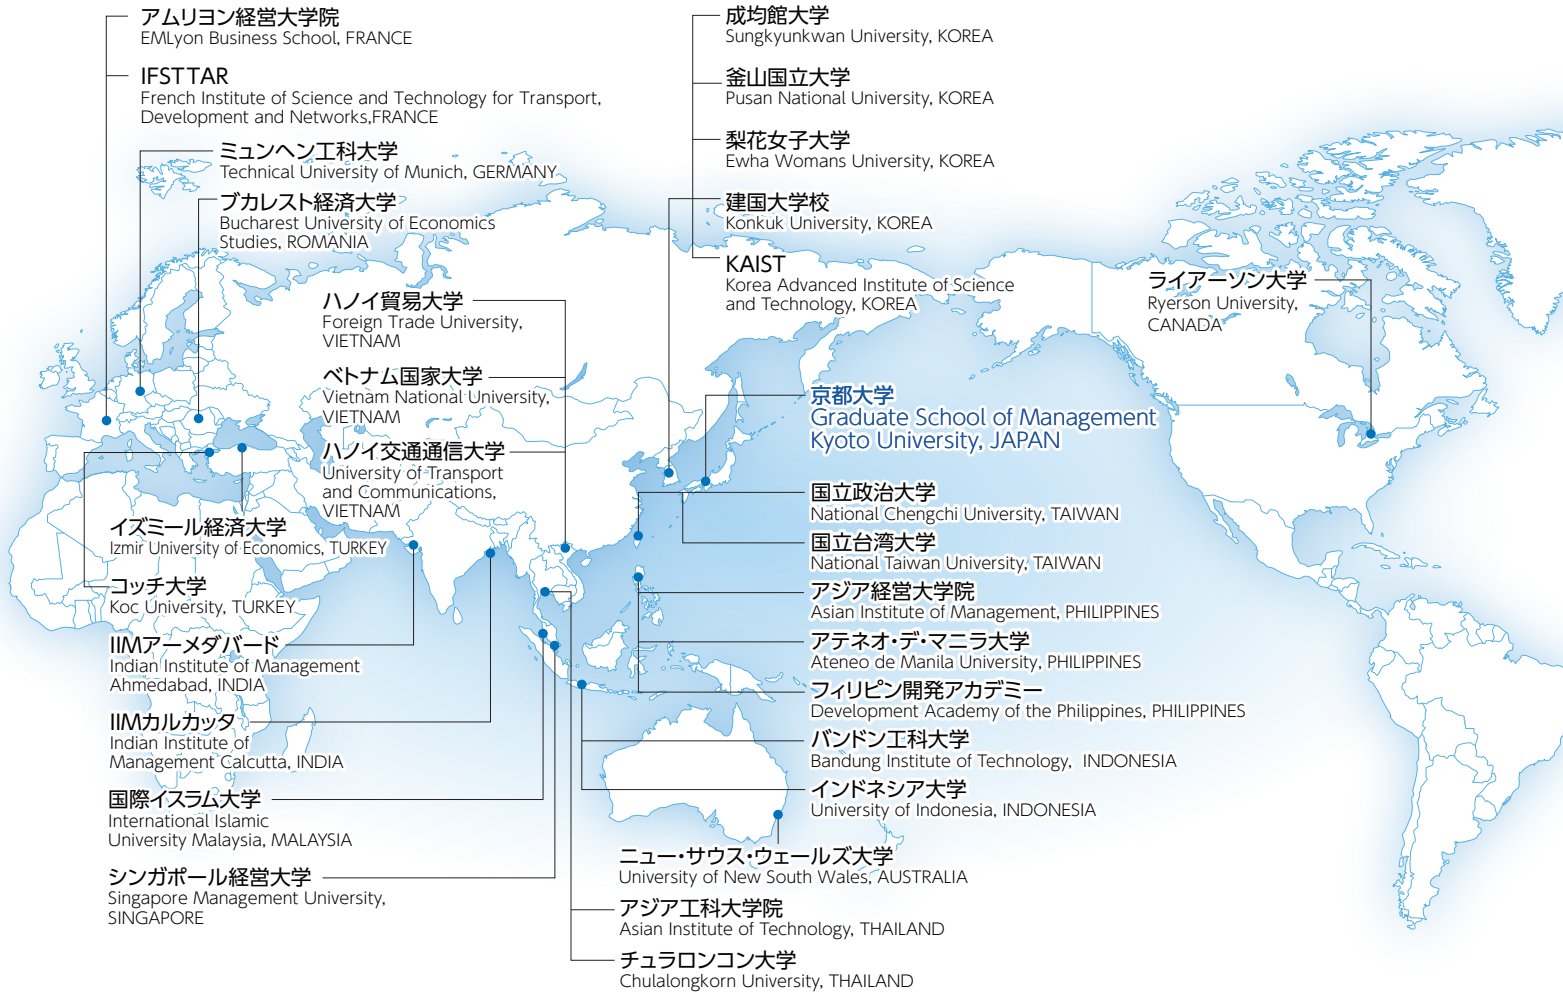 アムリヨン経営大学院
EMLyon Business School, FRANCE
IFSTTAR
French Institute of Science and Technology for Transport,
Development and Networks,FRANCE
ミュンヘン工科大学
Technical University of Munich, GERMANY
ブカレスト経済大学
Bucharest University of Economics
Studies, ROMANIA
ハノイ貿易大学
Foreign Trade University,
VIETNAM
ベトナム国家大学
Vietnam National University,
VIETNAM
ハノイ交通通信大学
University of Transport
and Communications,
VIETNAM
イズミール経済大学
Izmir University of Economics, TURKEY
コッチ大学
Koc University, TURKEY
IIMアーメダバード
Indian Institute of Management
Ahmedabad, INDIA
IIMカルカッタ
Indian Institute of
Management Calcutta, INDIA
国際イスラム大学
International Islamic
University Malaysia, MALAYSIA
シンガポール経営大学
Singapore Management University,
SINGAPORE
成均館大学
Sungkyunkwan University, KOREA
釜山国立大学
Pusan National University, KOREA
梨花女子大学
Ewha Womans University, KOREA
建国大学校
Konkuk University, KOREA
KAIST
Korea Advanced Institute of Science
and Technology, KOREA
ライアーソン大学
Ryerson University,
CANADA
京都大学
Graduate School of Management
Kyoto University, JAPAN
国立政治大学
National Chengchi University, TAIWAN
国立台湾大学
National Taiwan University, TAIWAN
アジア経営大学院
Asian Institute of Management, PHILIPPINES
アテネオ・デ・マニラ大学
Ateneo de Manila University, PHILIPPINES
フィリピン開発アカデミー
Development Academy of the Philippines, PHILIPPINES
バンドン工科大学
Bandung Institute of Technology, INDONESIA
インドネシア大学
University of Indonesia, INDONESIA
ニュー・サウス・ウェールズ大学
University of New South Wales, AUSTRALIA
アジア工科大学院
Asian Institute of Technology, THAILAND
チュラロンコン大学
Chulalongkorn University, THAILAND